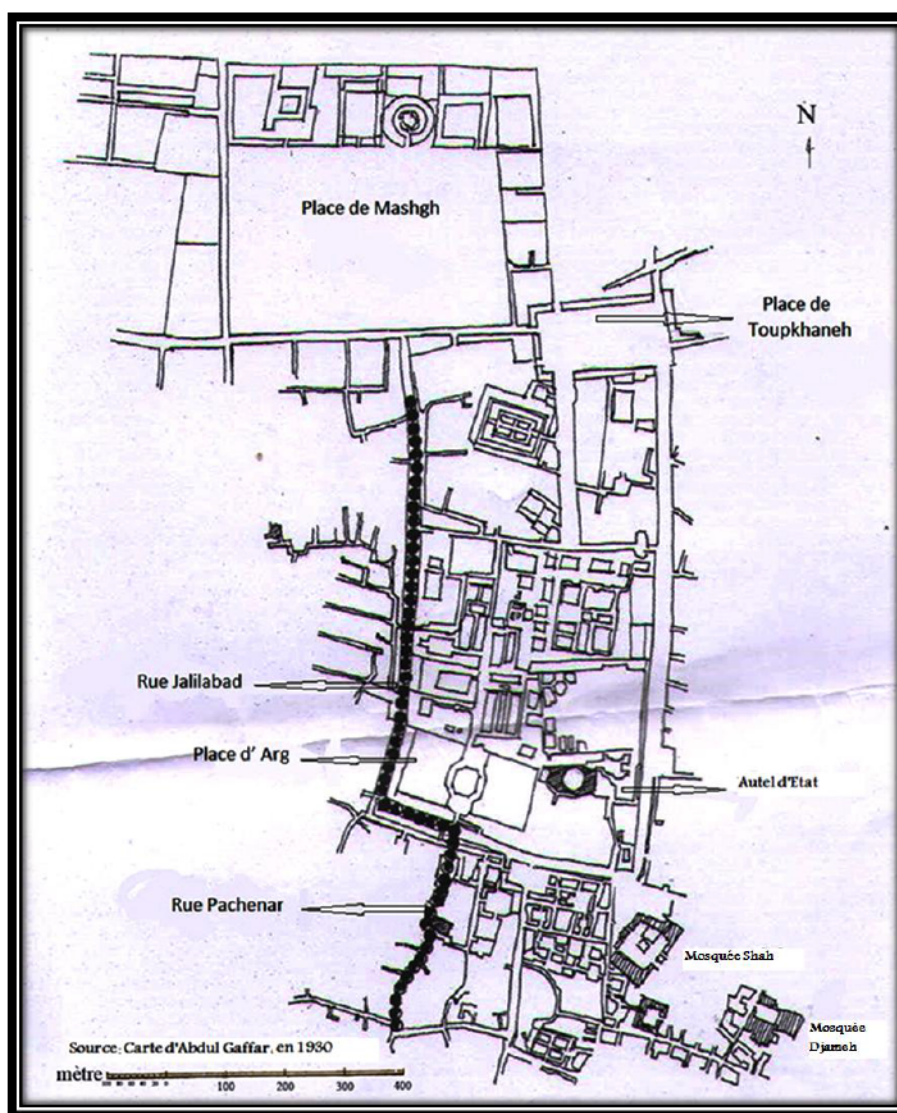 N
Place de Mashgh
Place de
Toupkhaneh
Rue Jalilabad
Place d' Arg
Autel d'Etat
Rue Pachenar
Mosquée Shah
Mosquée
Djameh
Source: Carte d'Abdul Gaffar, en 1930
mètre
100 200 300 400